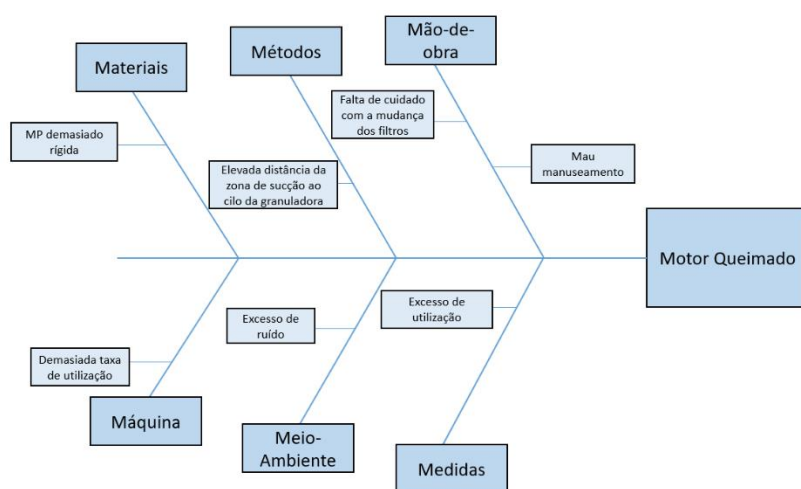 Mão-de-
obra
Métodos
Materiais
Falta de cuidado
com a mudança
dos filtros
MP demasiado
rígida
Mau
manuseamento
Elevada distância da
zona de sucção ao
cilo da granuladora
Motor Queimado
Excesso de
utilização
Excesso de
ruído
Demasiada taxa
de utilização
Máquina
Meio-
Ambiente
Medidas